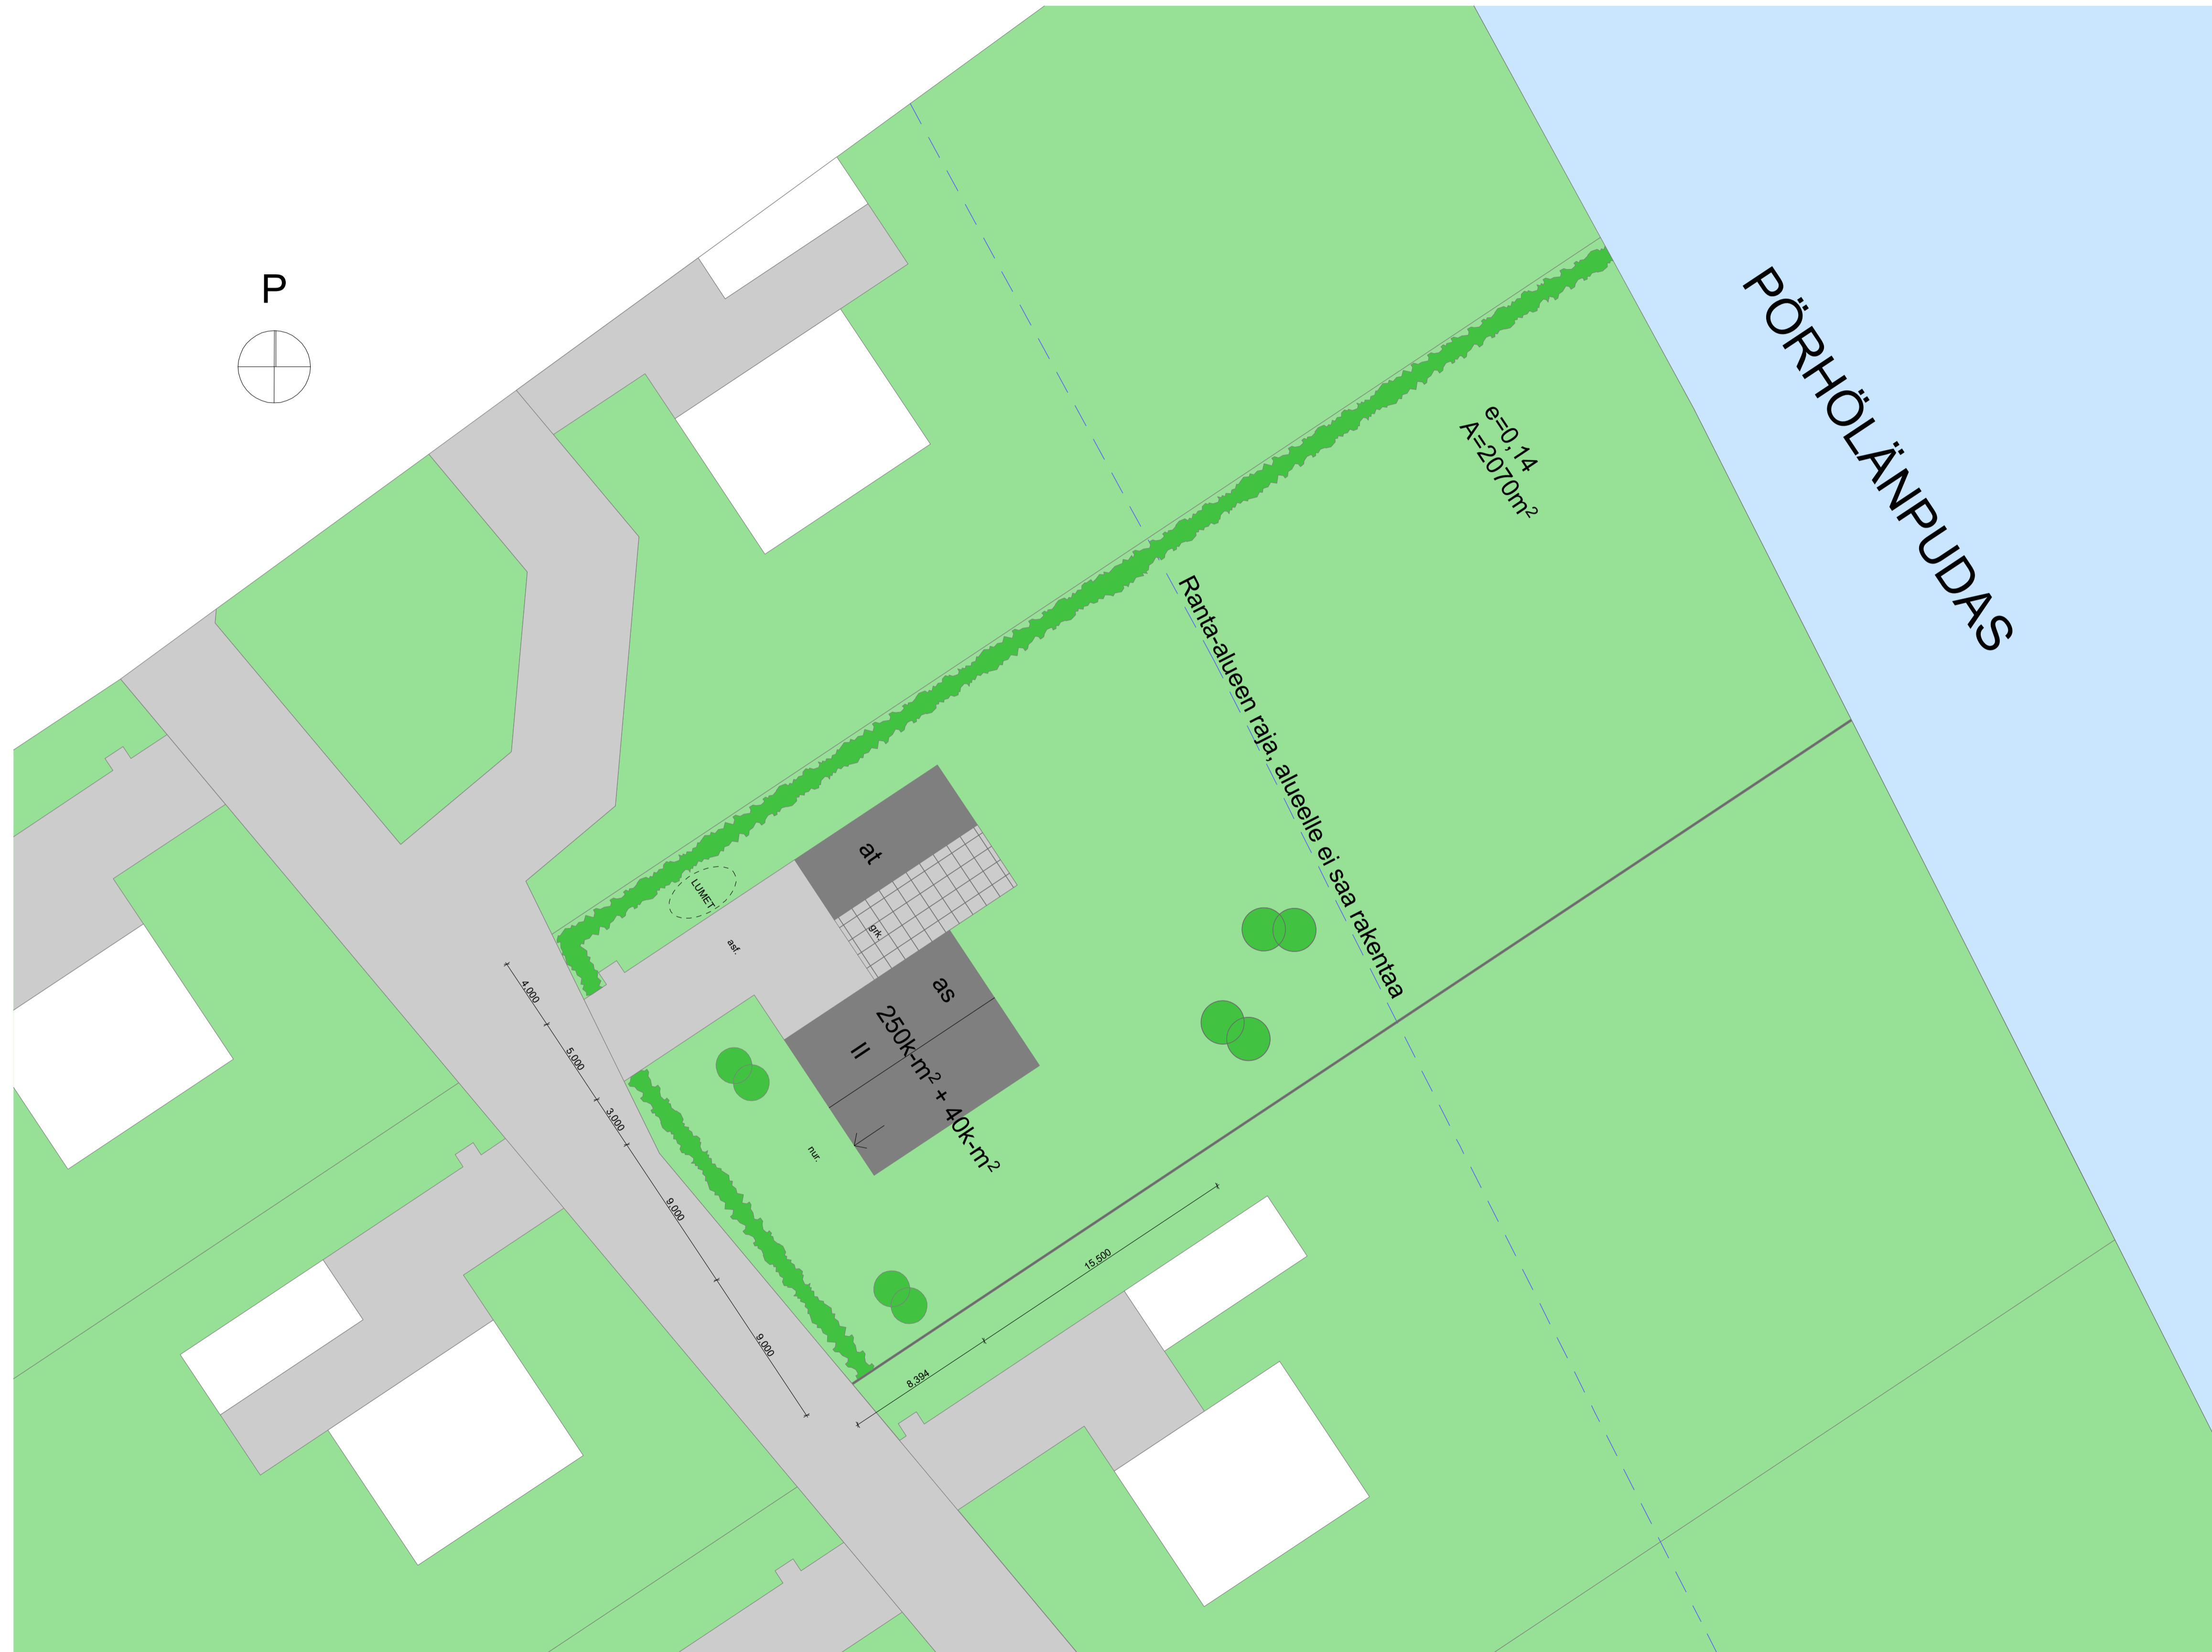 P
PÖRHÖLÄNPUDAS
e=0,14
A=2070m²
Ranta-alueen raja, alueelle ei saa rakentaa
at
LUMET
grk
asf.
as
250k-m² + 40k-m²
II
nur.
4,000
5,000
3,000
9,000
9,000
15,500
8,394